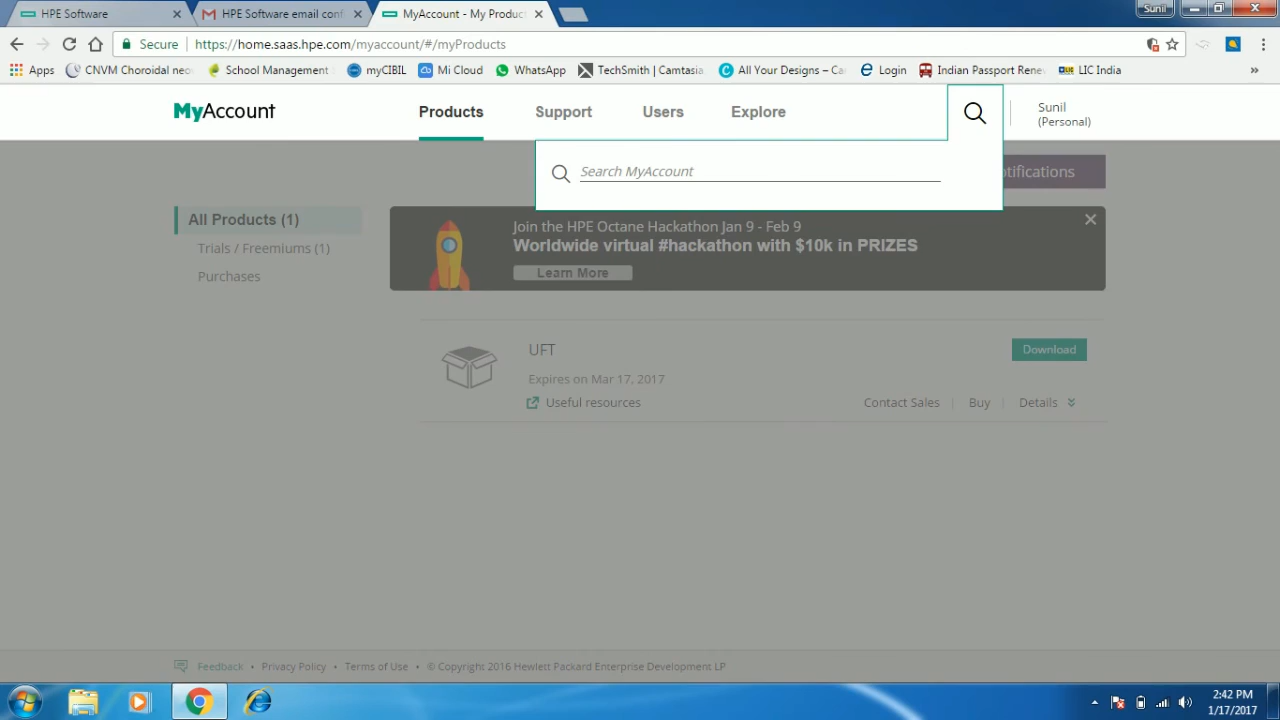 HPE Software
HPE Software email conf
MyAccount - My Produc
Sunil
Secure
https://home.saas.hpe.com/myaccount/#/myProducts
Apps
CNVM Choroidal neo
School Management
myCIBIL
Mi Cloud
WhatsApp
TechSmith | Camtasia
All Your Designs – Ca
Login
Indian Passport Rene
LIC India
MyAccount
Products
Support
Users
Explore
Sunil
(Personal)
Search MyAccount
otifications
All Products (1)
Trials / Freemiums (1)
Purchases
Join the HPE Octane Hackathon Jan 9 - Feb 9
Worldwide virtual #hackathon with $10k in PRIZES
Learn More
UFT
Download
Expires on Mar 17, 2017
Useful resources
Contact Sales
Buy
Details
Feedback • Privacy Policy • Terms of Use • © Copyright 2016 Hewlett Packard Enterprise Development LP
2:42 PM
1/17/2017